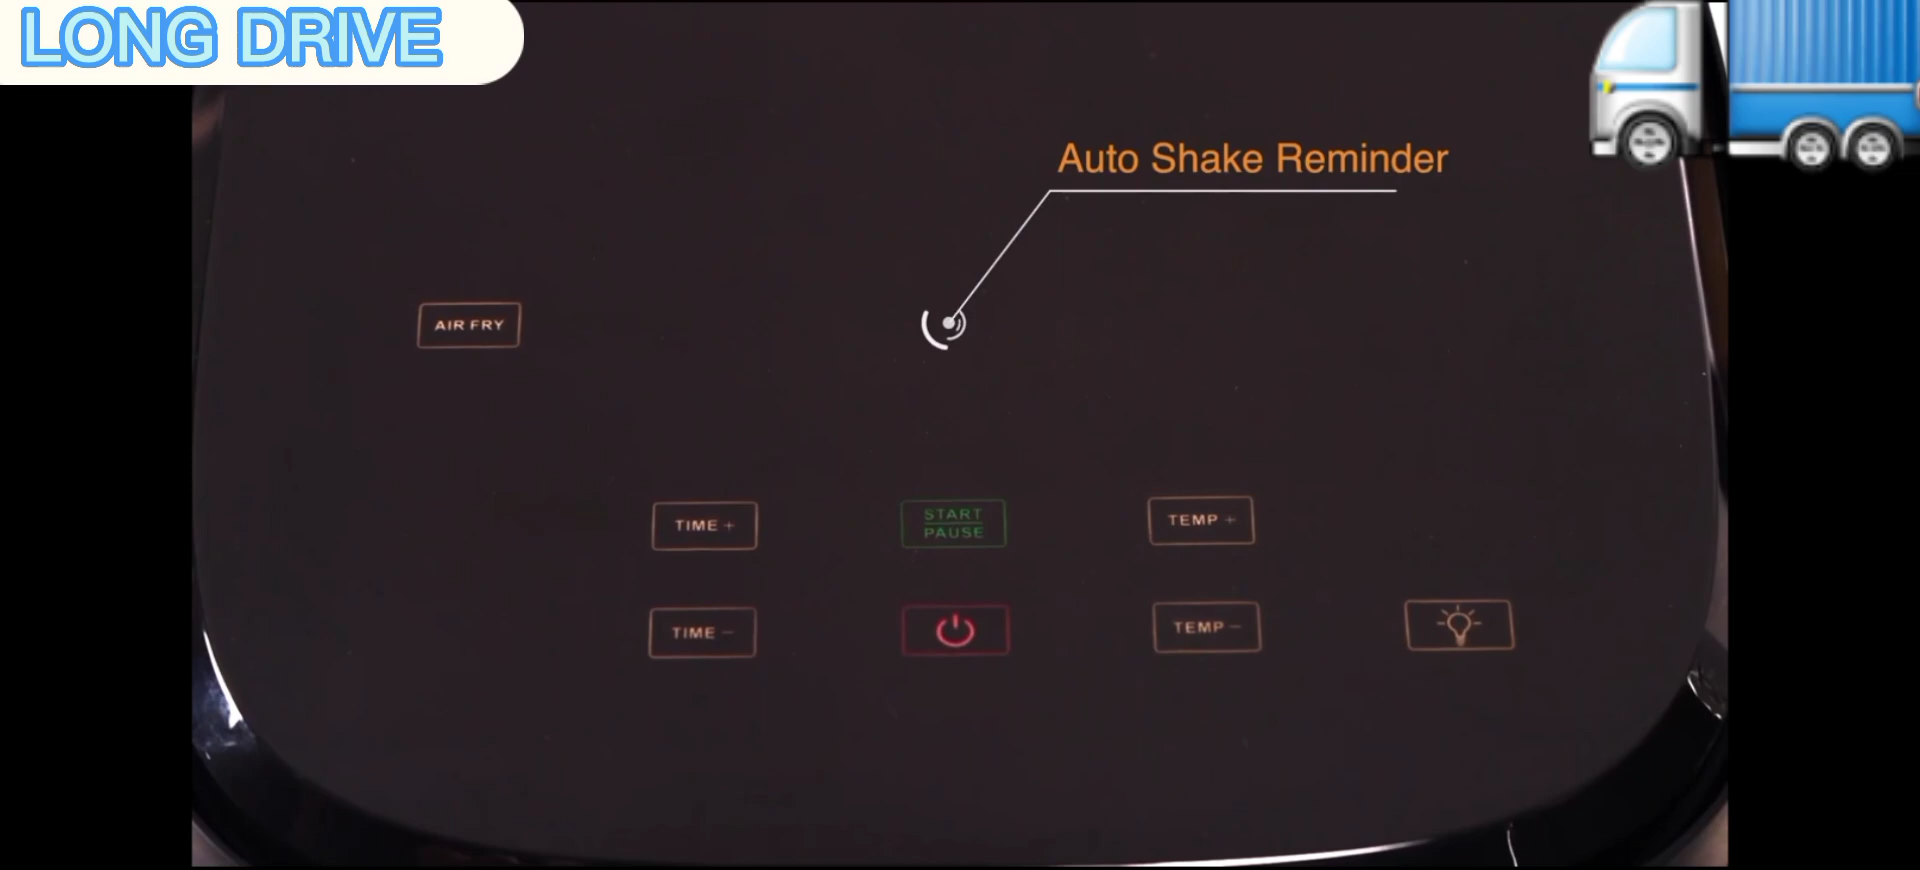 LONG DRIVE
Auto Shake Reminder
AIR FRY
TIME +
START
PAUSE
TEMP +
TIME -
TEMP -